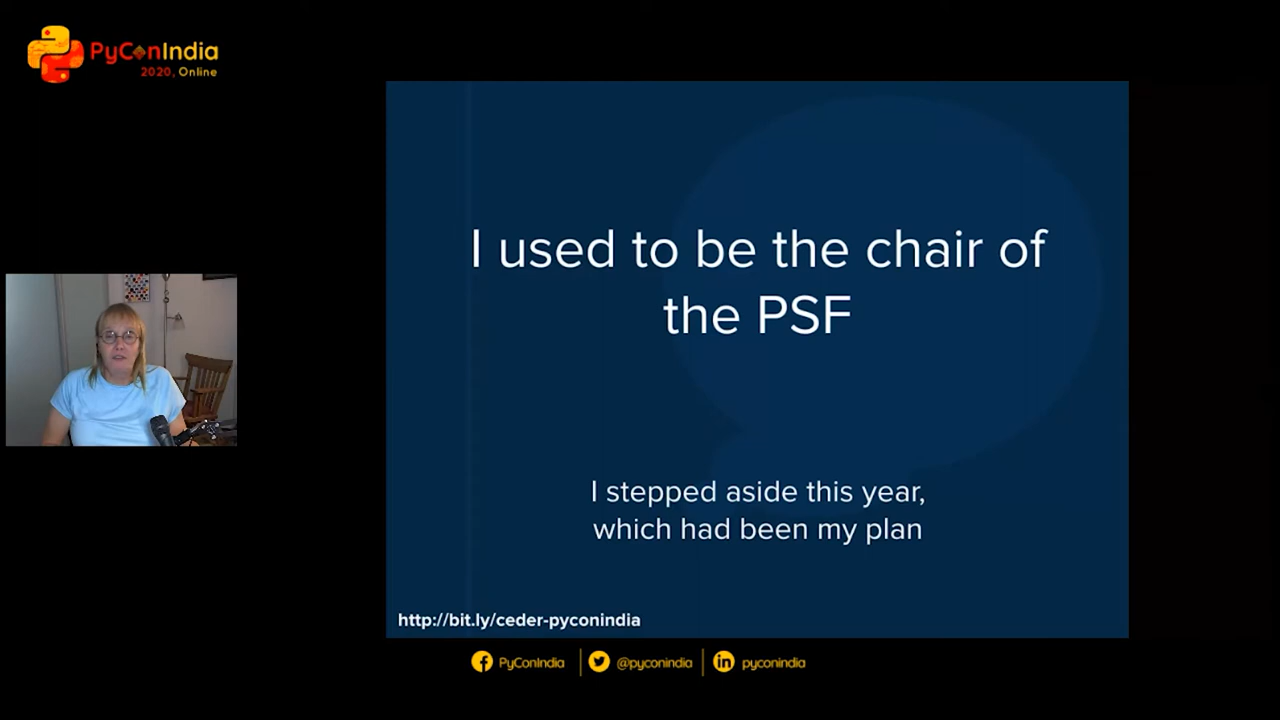 PyConIndia
2020, Online
I used to be the chair of
the PSF
I stepped aside this year,
which had been my plan
http://bit.ly/ceder-pyconindia
PyConIndia
@pyconindia
pyconindia